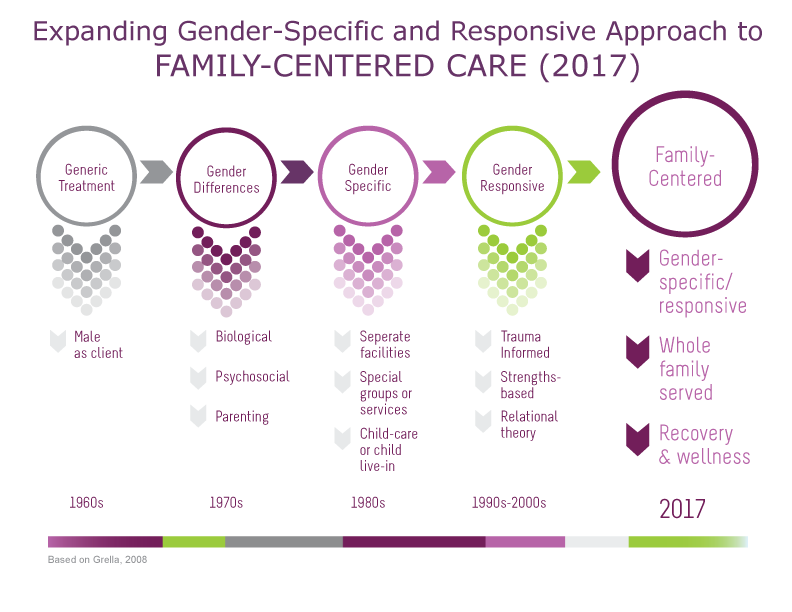 Expanding Gender-Specific and Responsive Approach to
FAMILY-CENTERED CARE (2017)
Generic
Treatment
Gender
Differences
Gender
Specific
Gender
Responsive
Family-
Centered
Male
as client
Biological
Psychosocial
Parenting
Seperate
facilities
Special
groups or
services
Child-care
or child
live-in
Trauma
Informed
Strengths-
based
Relational
theory
Gender-
specific/
responsive
Whole
family
served
Recovery
& wellness
1960s
1970s
1980s
1990s-2000s
2017
Based on Grella, 2008